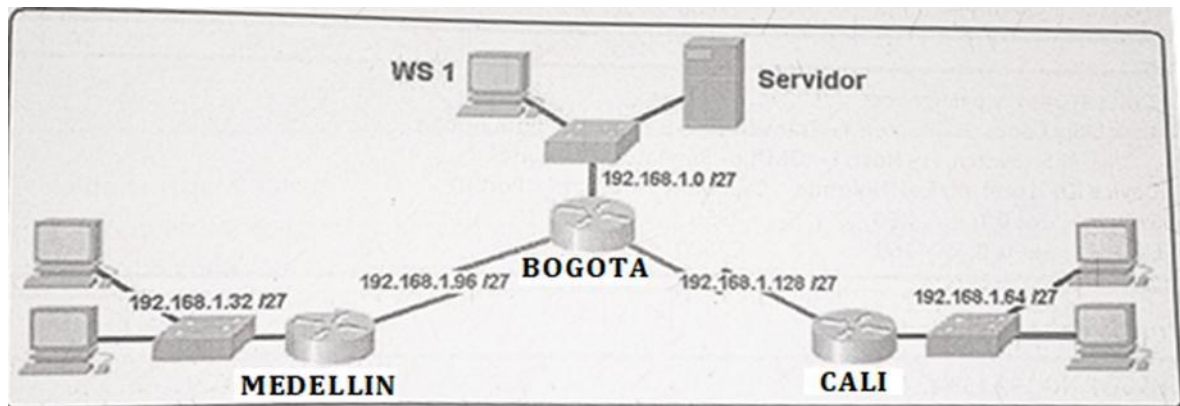 WS 1
Servidor
192.168.1.0 /27
BOGOTA
192.168.1.96 /27
192.168.1.128 /27
192.168.1.32 /27
192.168.1.64 /27
MEDELLIN
CALI